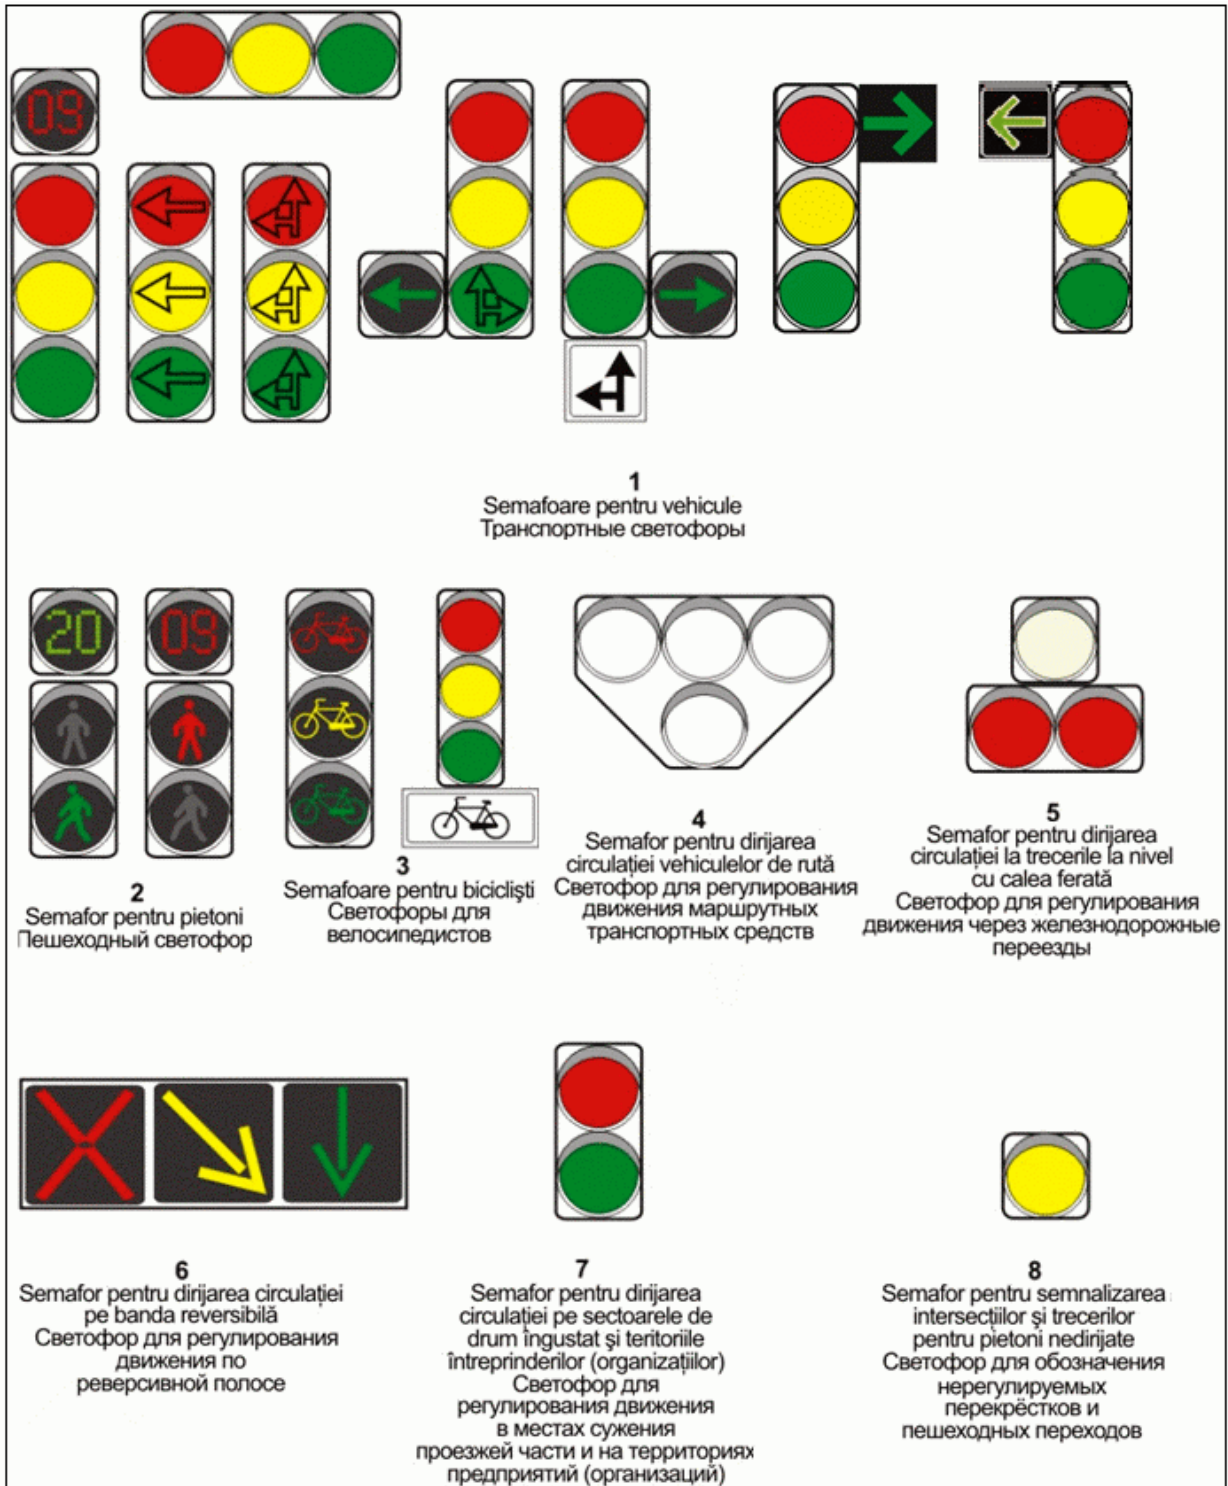 09
1
Semafoare pentru vehicule
Транспортные светофоры
20
09
2
Semafor pentru pietoni
Пешеходный светофор
3
Semafoare pentru bicicliști
Светофоры для
велосипедистов
4
Semafor pentru dirijarea
circulației vehiculelor de rută
Светофор для регулирования
движения маршрутных
транспортных средств
5
Semafor pentru dirijarea
circulației la trecerile la nivel
cu calea ferată
Светофор для регулирования
движения через железнодорожные
переезды
6
Semafor pentru dirijarea circulației
pe banda reversibilă
Светофор для регулирования
движения по
реверсивной полосе
7
Semafor pentru dirijarea
circulației pe sectoarele de
drum îngustat și teritoriile
întreprinderilor (organizațiilor)
Светофор для
регулирования движения
в местах сужения
проезжей части и на территориях
предприятий (организаций)
8
Semafor pentru semnalizarea
intersecțiilor și trecerilor
pentru pietoni nedirijate
Светофор для обозначения
нерегулируемых
перекрёстков и
пешеходных переходов